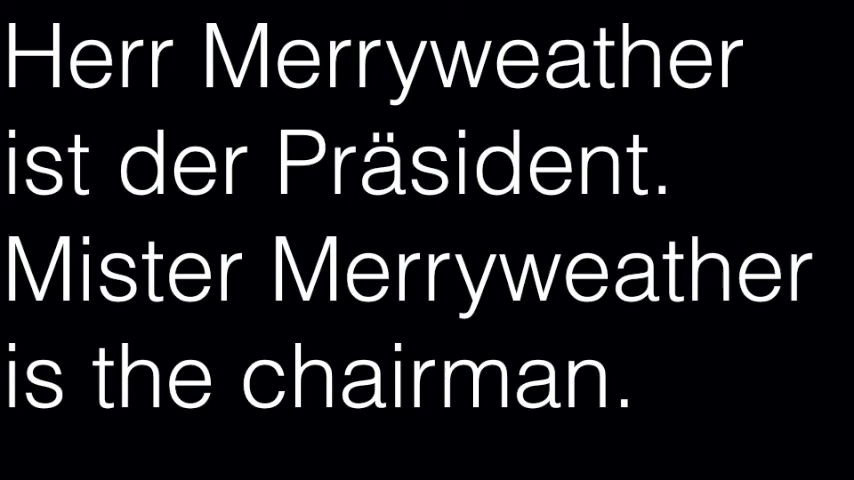 Herr Merryweather
ist der Präsident.
Mister Merryweather
is the chairman.